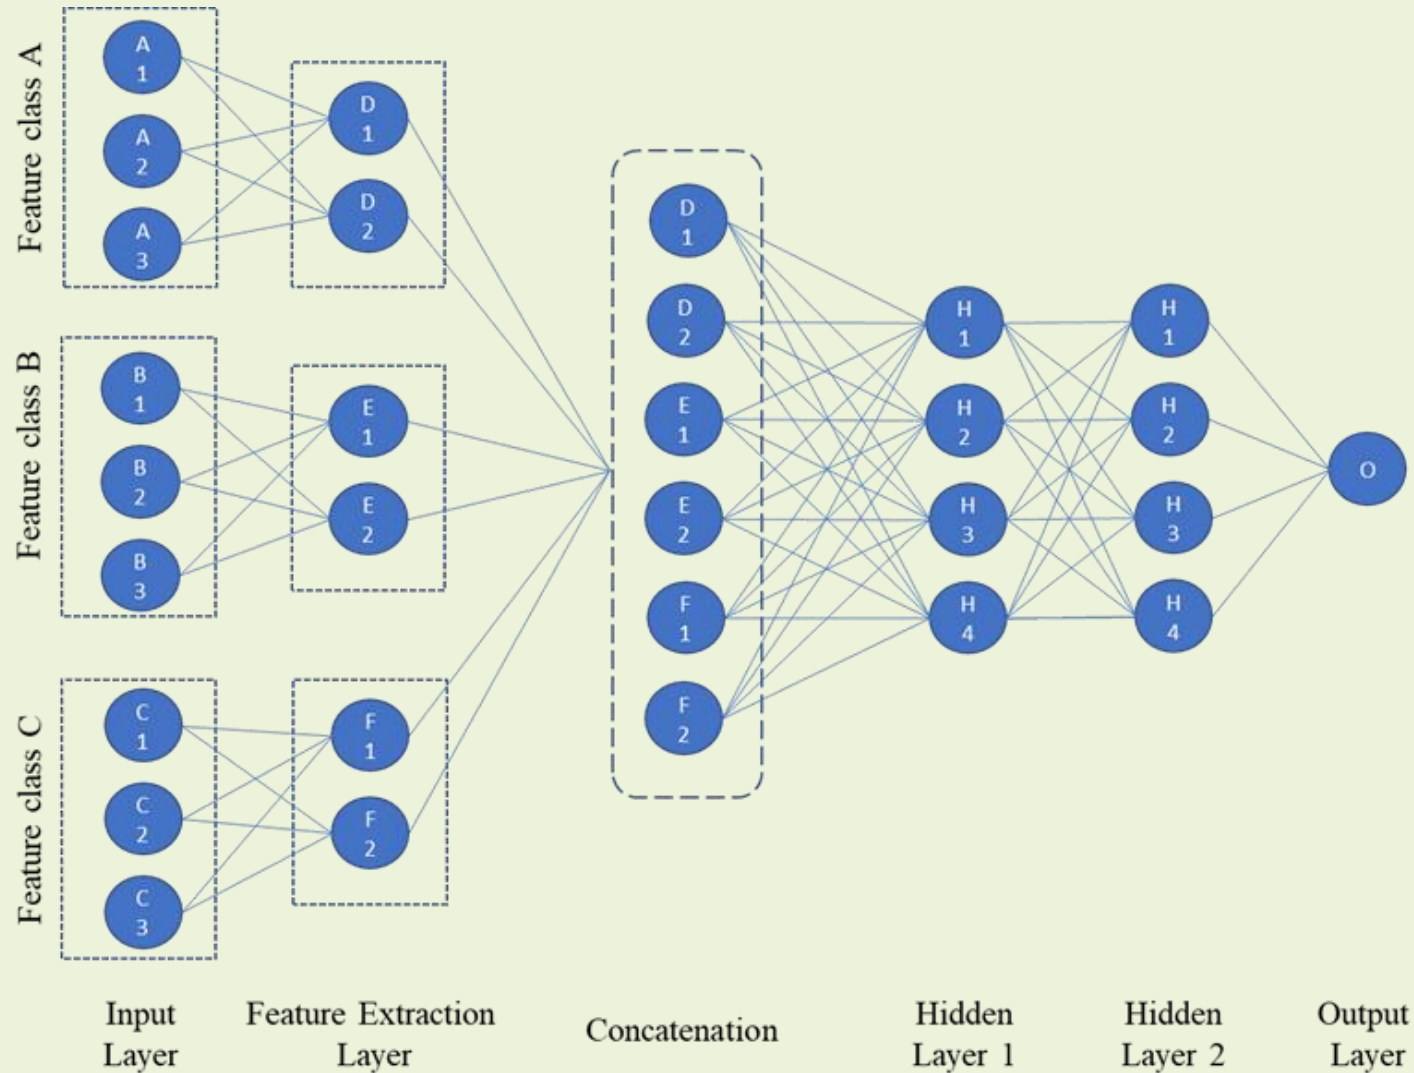 Feature class A
A
1
A
2
A
3
D
1
D
2
Feature class B
B
1
B
2
B
3
E
1
E
2
Feature class C
C
1
C
2
C
3
F
1
F
2
D
1
D
2
E
1
E
2
F
1
F
2
H
1
H
2
H
3
H
4
H
1
H
2
H
3
H
4
O
Input
Layer
Feature Extraction
Layer
Concatenation
Hidden
Layer 1
Hidden
Layer 2
Output
Layer